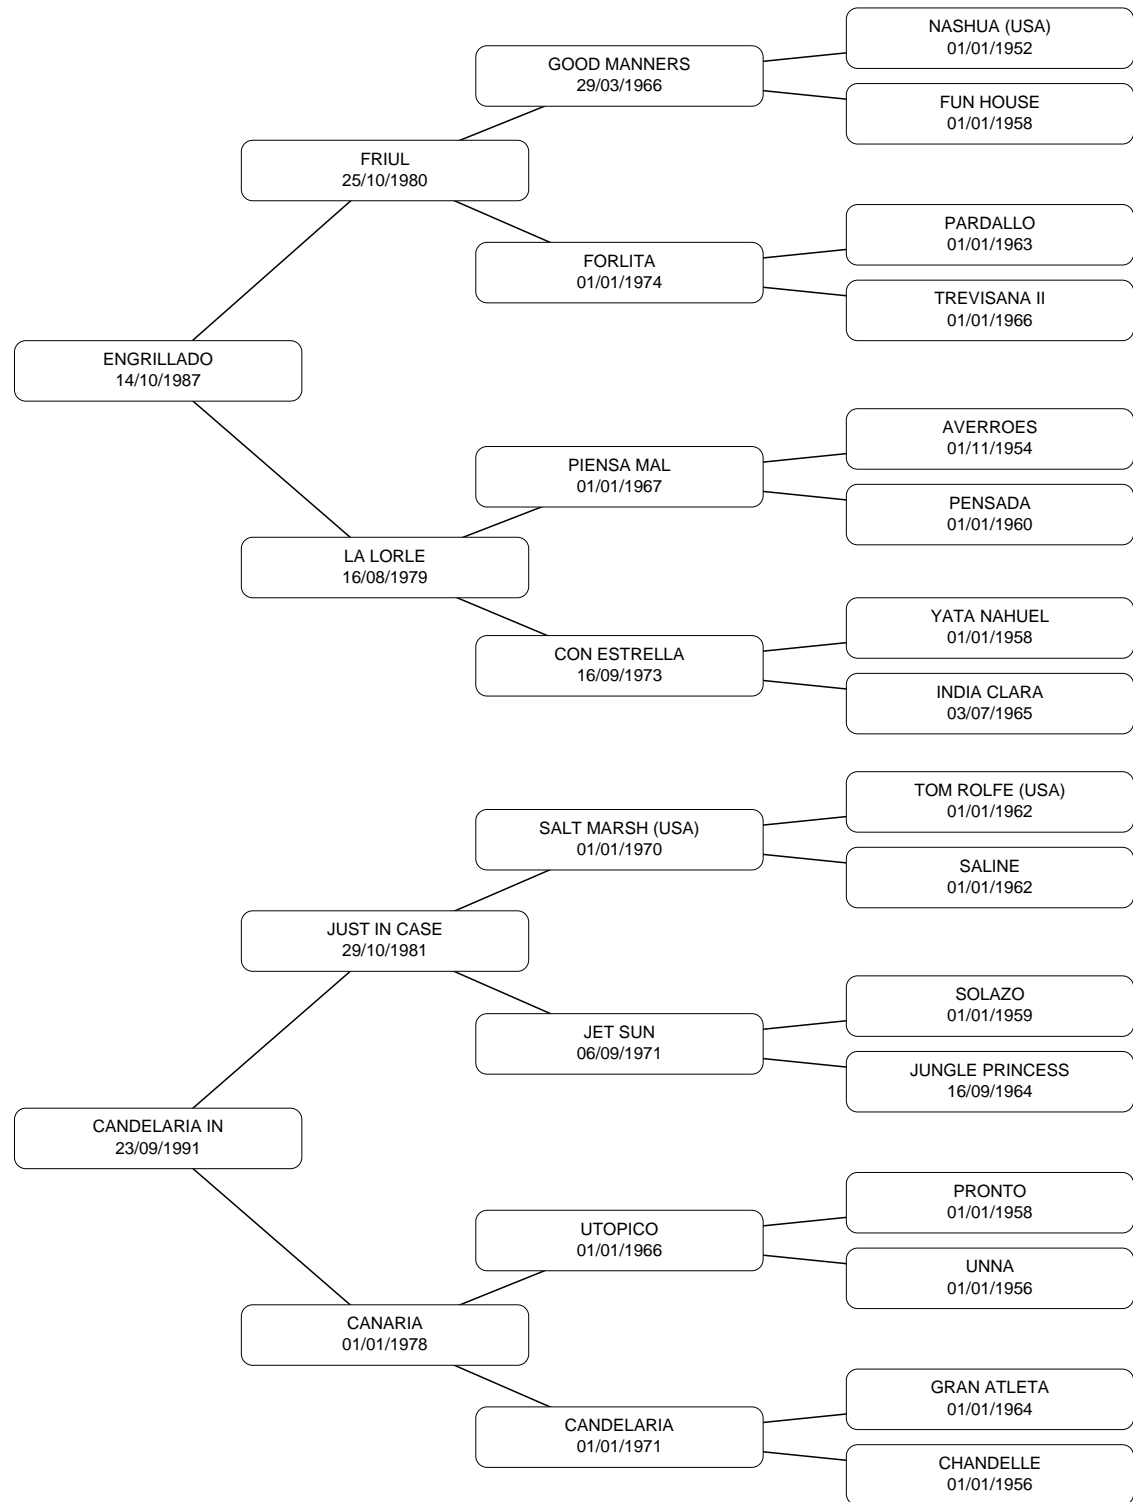 NASHUA (USA)
01/01/1952
GOOD MANNERS
29/03/1966
FUN HOUSE
01/01/1958
FRIUL
25/10/1980
PARDALLO
01/01/1963
FORLITA
01/01/1974
TREVISANA II
01/01/1966
ENGRILLADO
14/10/1987
AVERROES
01/11/1954
PIENSA MAL
01/01/1967
PENSADA
01/01/1960
LA LORLE
16/08/1979
YATA NAHUEL
01/01/1958
CON ESTRELLA
16/09/1973
INDIA CLARA
03/07/1965
TOM ROLFE (USA)
01/01/1962
SALT MARSH (USA)
01/01/1970
SALINE
01/01/1962
JUST IN CASE
29/10/1981
SOLAZO
01/01/1959
JET SUN
06/09/1971
JUNGLE PRINCESS
16/09/1964
CANDELARIA IN
23/09/1991
PRONTO
01/01/1958
UTOPICO
01/01/1966
UNNA
01/01/1956
CANARIA
01/01/1978
GRAN ATLETA
01/01/1964
CANDELARIA
01/01/1971
CHANDELLE
01/01/1956